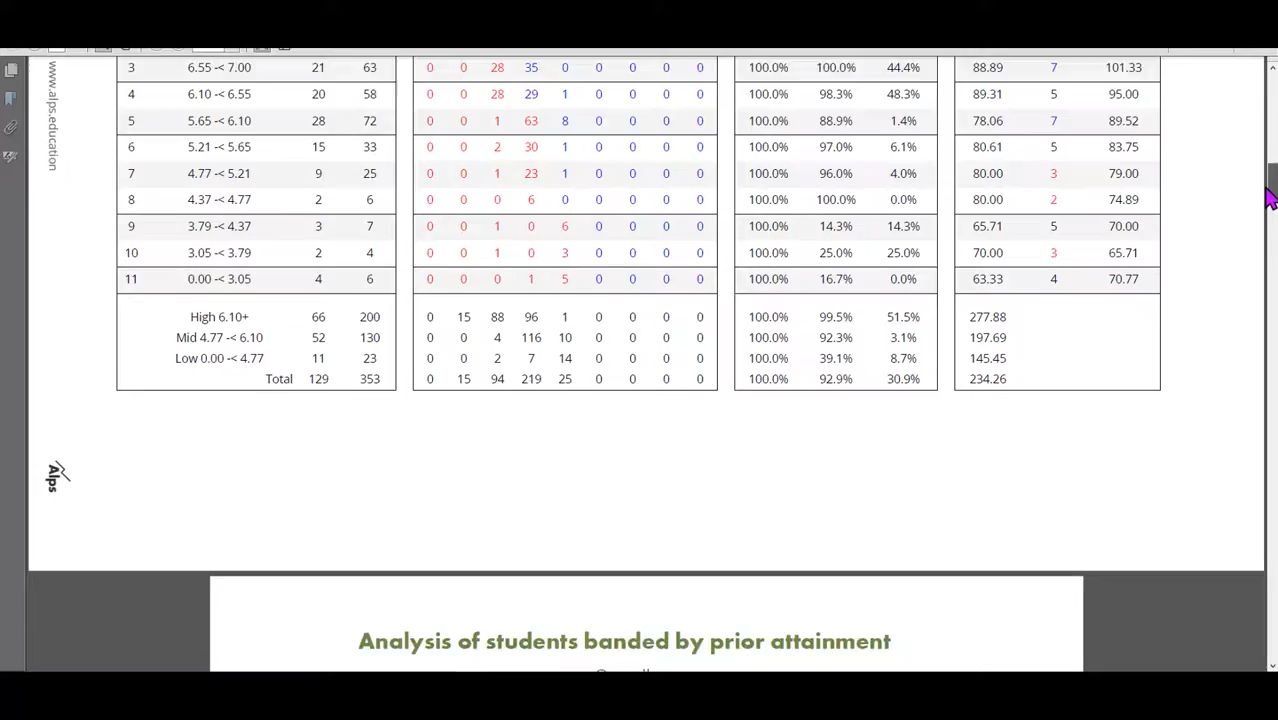 www.alps.education
3 6.55 -< 7.00 21 63 0 0 28 35 0 0 0 0 0 100.0% 100.0% 44.4% 88.89 7 101.33
4 6.10 -< 6.55 20 58 0 0 28 29 1 0 0 0 0 100.0% 98.3% 48.3% 89.31 5 95.00
5 5.65 -< 6.10 28 72 0 0 1 63 8 0 0 0 0 100.0% 88.9% 1.4% 78.06 7 89.52
6 5.21 -< 5.65 15 33 0 0 2 30 1 0 0 0 0 100.0% 97.0% 6.1% 80.61 5 83.75
7 4.77 < 5.21 9 25 0 0 1 23 1 0 0 0 0 100.0% 96.0% 4.0% 80.00 3 79.00
8 4.37 -< 4.77 2 6 0 0 0 6 0 0 0 0 0 100.0% 100.0% 0.0% 80.00 2 74.89
9 3.79 -< 4.37 3 7 0 0 1 0 6 0 0 0 0 100.0% 14.3% 14.3% 65.71 5 70.00
10 3.05 -< 3.79 2 4 0 0 1 0 3 0 0 0 0 100.0% 25.0% 25.0% 70.00 3 65.71
11 0.00 -< 3.05 4 6 0 0 0 1 5 0 0 0 0 100.0% 16.7% 0.0% 63.33 4 70.77
High 6.10+ 66 200 0 15 88 96 1 0 0 0 0 100.0% 99.5% 51.5% 277.88
Mid 4.77 -< 6.10 52 130 0 0 4 116 10 0 0 0 0 100.0% 92.3% 3.1% 197.69
Low 0.00 -< 4.77 11 23 0 0 2 7 14 0 0 0 0 100.0% 39.1% 8.7% 145.45
Total 129 353 0 15 94 219 25 0 0 0 0 100.0% 92.9% 30.9% 234.26
Alps
Analysis of students banded by prior attainment